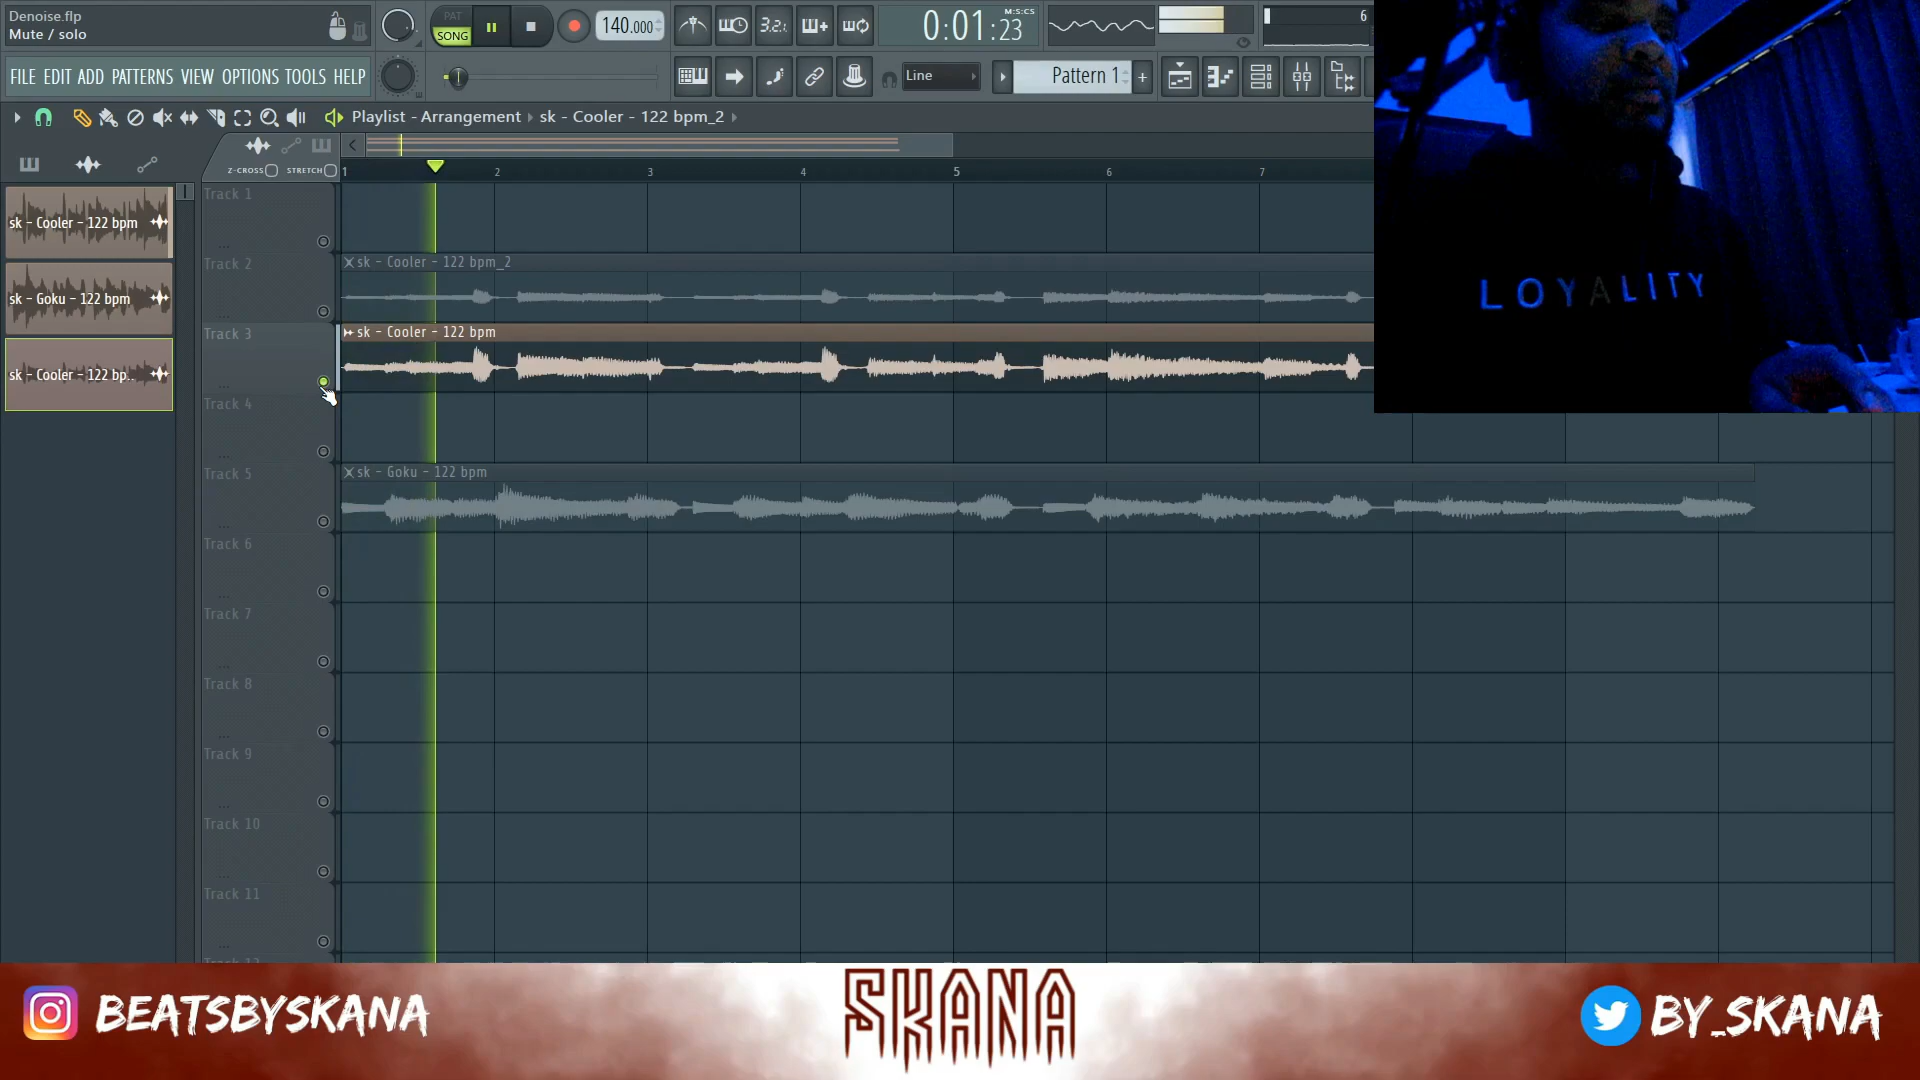 Denoise.flp
Mute / solo
FILE EDIT ADD PATTERNS VIEW OPTIONS TOOLS HELP
PAT
SONG
140.000
3.2.
0:01:23
M:S:CS
6
Line
Pattern 1
Playlist - Arrangement › sk - Cooler - 122 bpm_2
Z-CROSS
STRETCH
1 2 3 4 5 6 7
sk - Cooler - 122 bpm
sk - Goku - 122 bpm
sk - Cooler - 122 bp..
Track 1
Track 2
sk - Cooler - 122 bpm_2
Track 3
sk - Cooler - 122 bpm
Track 4
Track 5
sk - Goku - 122 bpm
Track 6
Track 7
Track 8
Track 9
Track 10
Track 11
LOYALITY
BEATSBYSKANA
SKANA
BY_SKANA